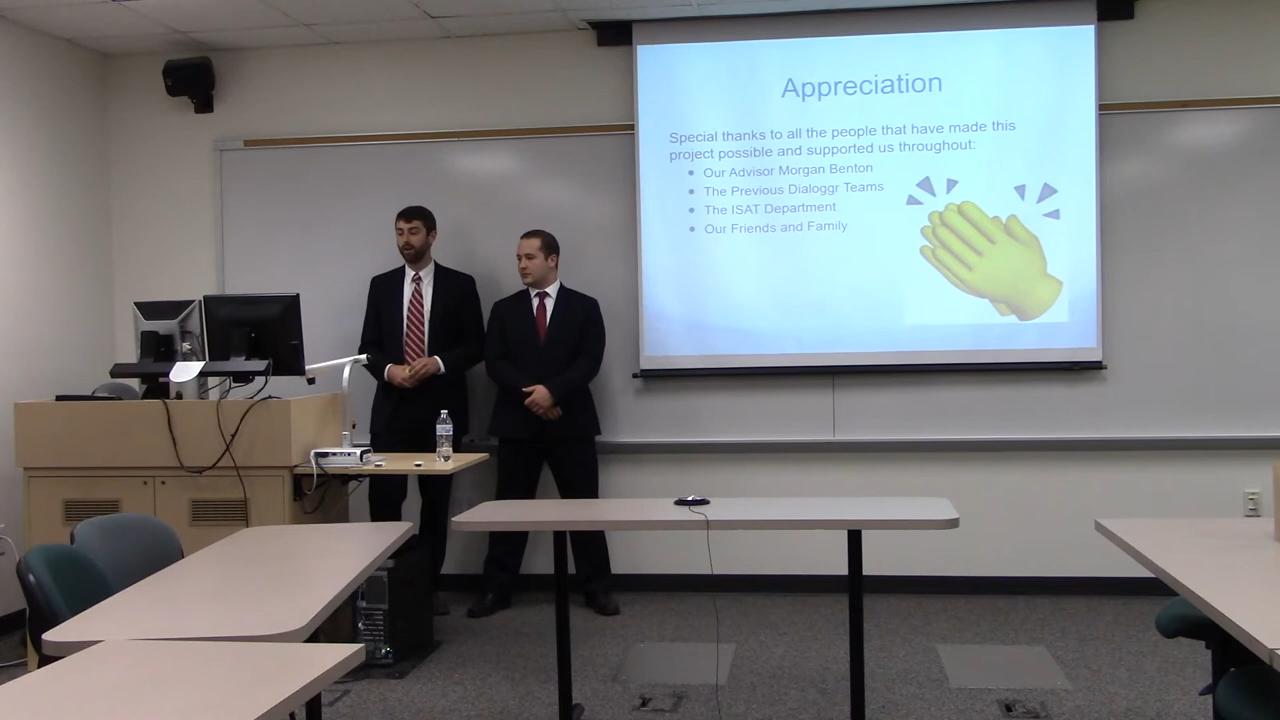 Appreciation
Special thanks to all the people that have made this
project possible and supported us throughout:
● Our Advisor Morgan Benton
● The Previous Dialoggr Teams
● The ISAT Department
● Our Friends and Family